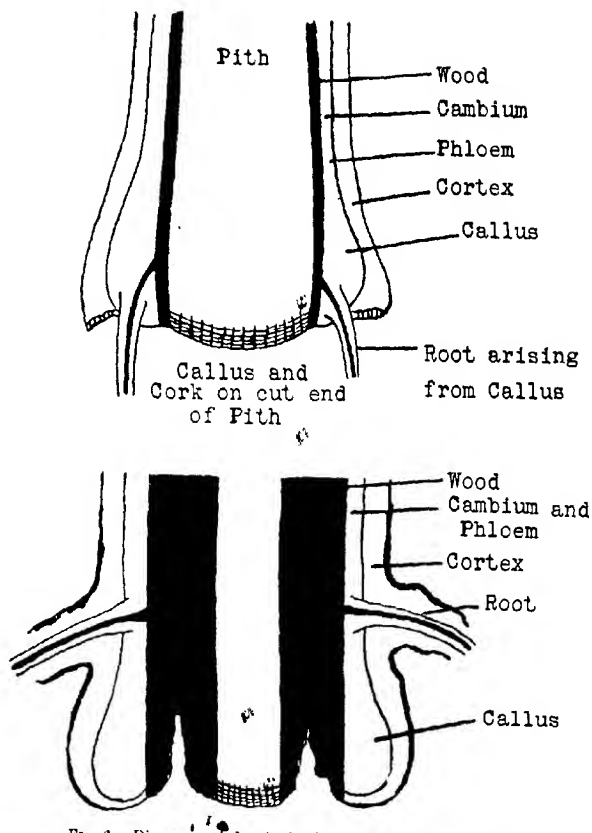 Pith
Wood
Cambium
Phloem
Cortex
Callus
Root arising
from Callus
Callus and
Cork on cut end
of Pith
Wood
Cambium and
Phloem
Cortex
Root
Callus